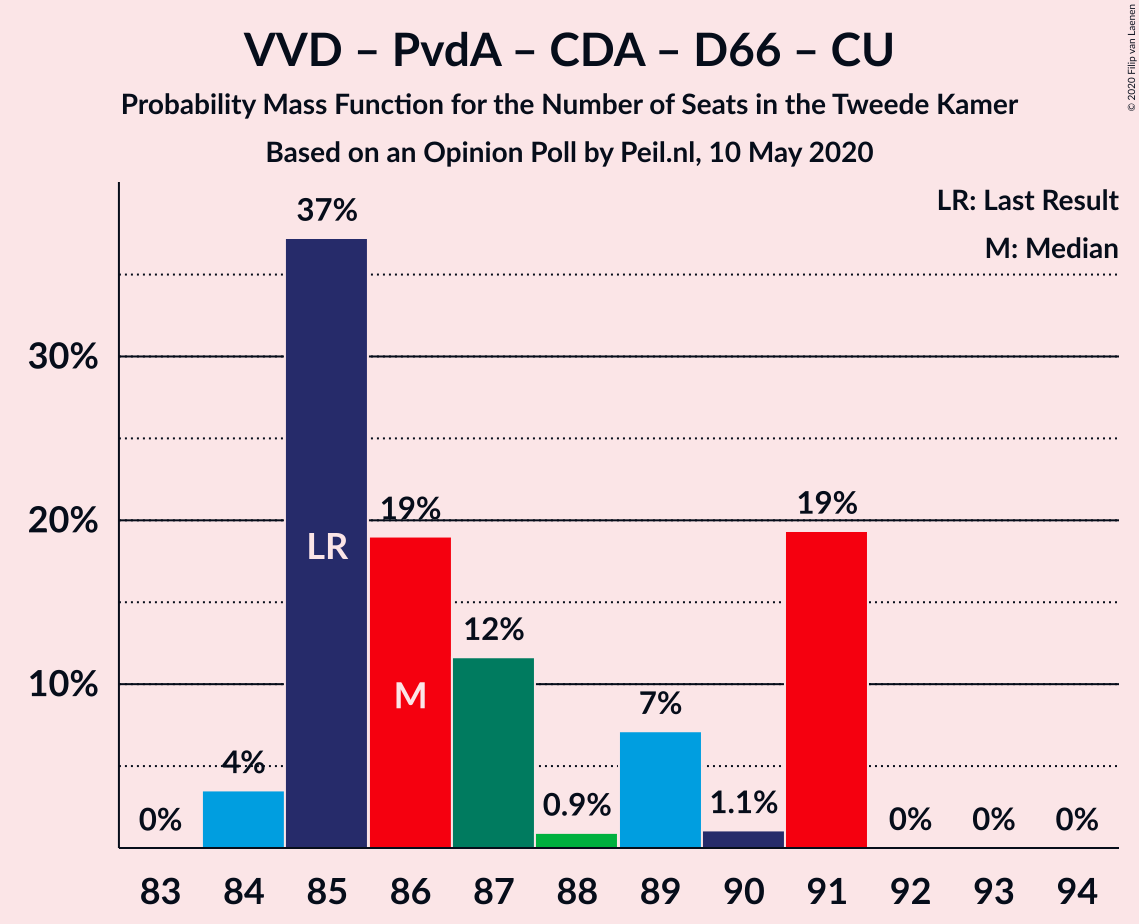 VVD – PvdA – CDA – D66 – CU
Probability Mass Function for the Number of Seats in the Tweede Kamer
Based on an Opinion Poll by Peil.nl, 10 May 2020
© 2020 Filip van Laenen
LR: Last Result
M: Median
30%
20%
10%
0%
4%
37%
LR
19%
M
12%
0.9%
7%
1.1%
19%
0%
0%
0%
83 84 85 86 87 88 89 90 91 92 93 94